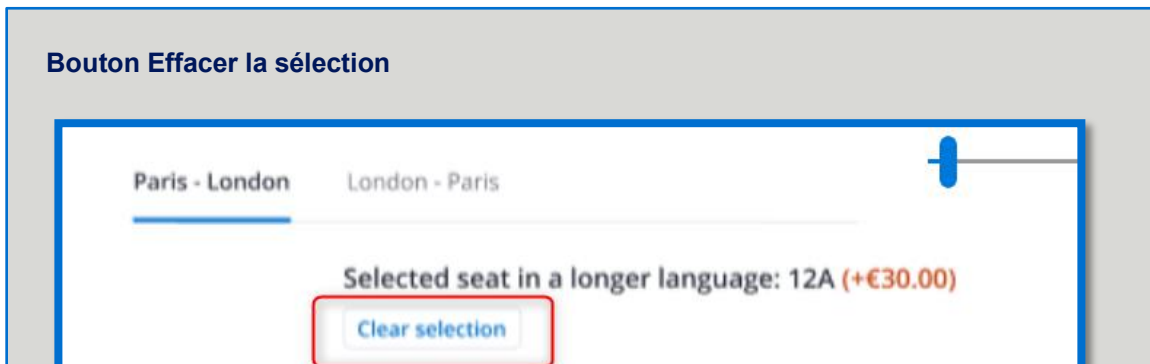 Bouton Effacer la sélection
Paris - London London - Paris
Selected seat in a longer language: 12A (+€30.00)
Clear selection